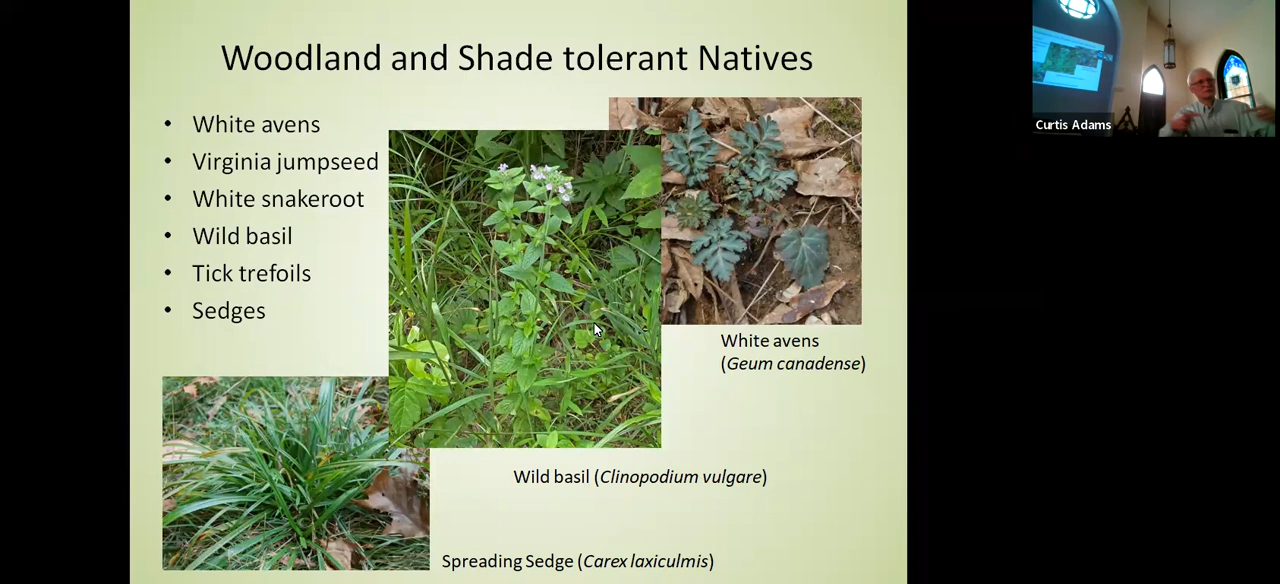 Woodland and Shade tolerant Natives
• White avens
• Virginia jumpseed
• White snakeroot
• Wild basil
• Tick trefoils
• Sedges
White avens
(Geum canadense)
Wild basil (Clinopodium vulgare)
Spreading Sedge (Carex laxiculmis)
Curtis Adams